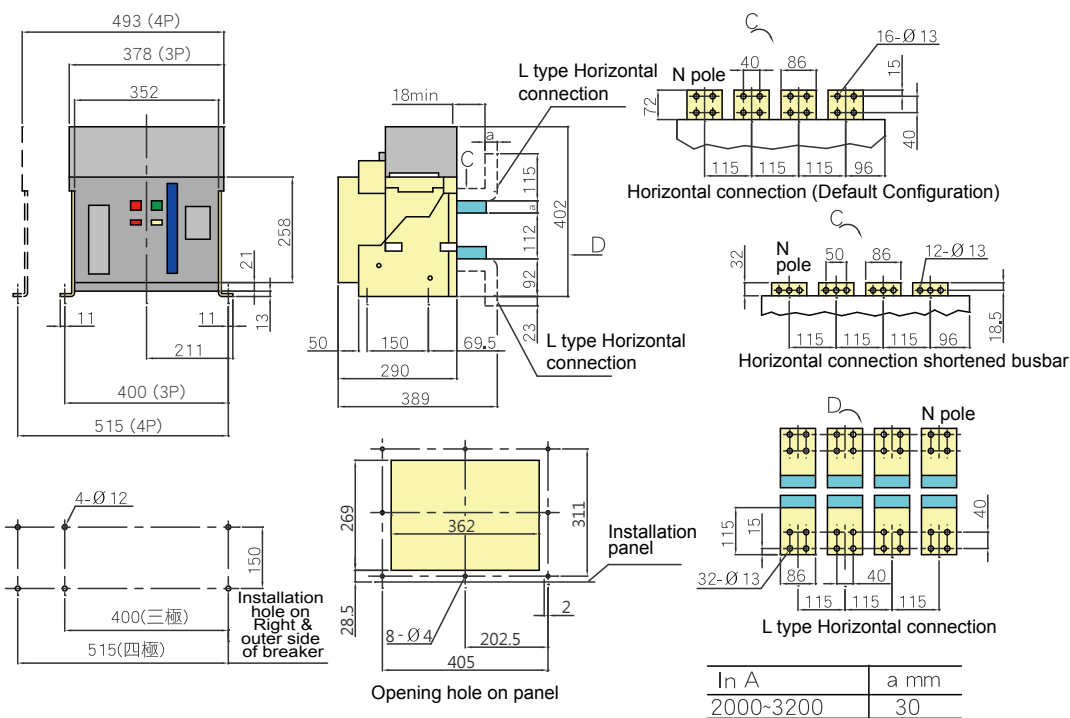 493 (4P)
378 (3P)
352
258
21
13
11
11
211
400 (3P)
515 (4P)
L type Horizontal
connection
18min
a
C
115
a
402
112
D
92
23
50
150
69.5
290
389
L type Horizontal
connection
C
16-Ø 13
N pole
40
86
15
72
40
115
115
115
96
Horizontal connection (Default Configuration)
C
N
pole
50
86
12-Ø 13
32
18.5
115
115
115
96
Horizontal connection shortened busbar
4-Ø 12
150
400(三極)
515(四極)
Installation
hole on
Right &
outer side
of breaker
269
362
311
Installation
panel
28.5
2
8-Ø4
202.5
405
Opening hole on panel
D
N pole
40
115
15
32-Ø 13
86
40
115
115
115
L type Horizontal connection
In A a mm
2000~3200 30